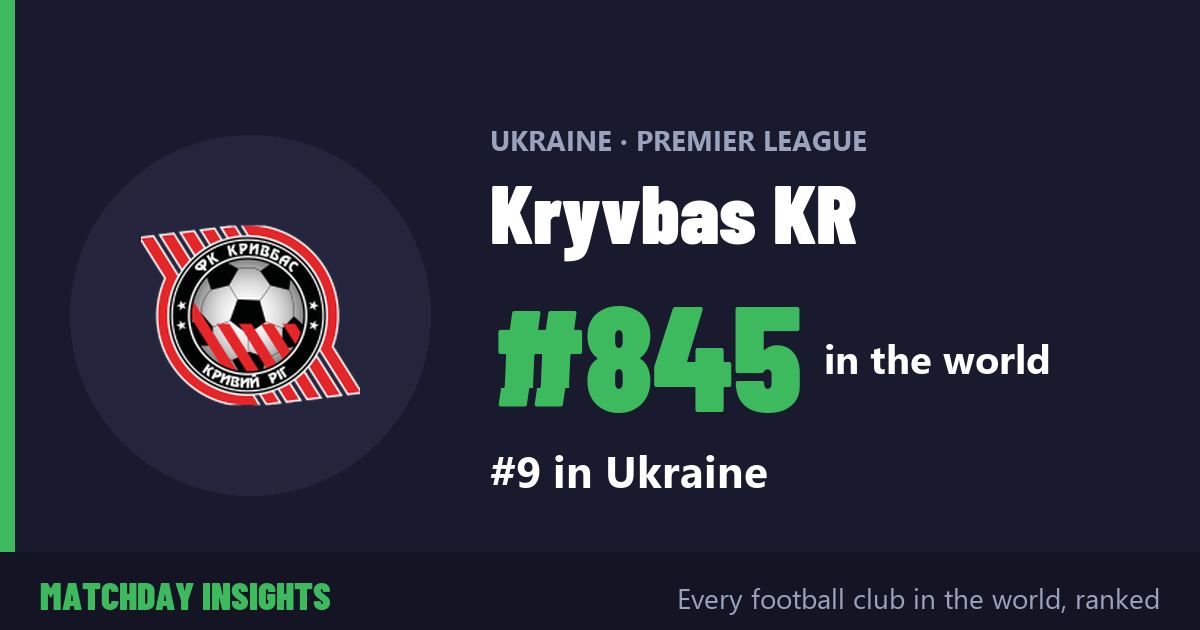 UKRAINE · PREMIER LEAGUE
Kryvbas KR
ФК КРИВБАС
КРИВИЙ РІГ
#845 in the world
#9 in Ukraine
MATCHDAY INSIGHTS
Every football club in the world, ranked